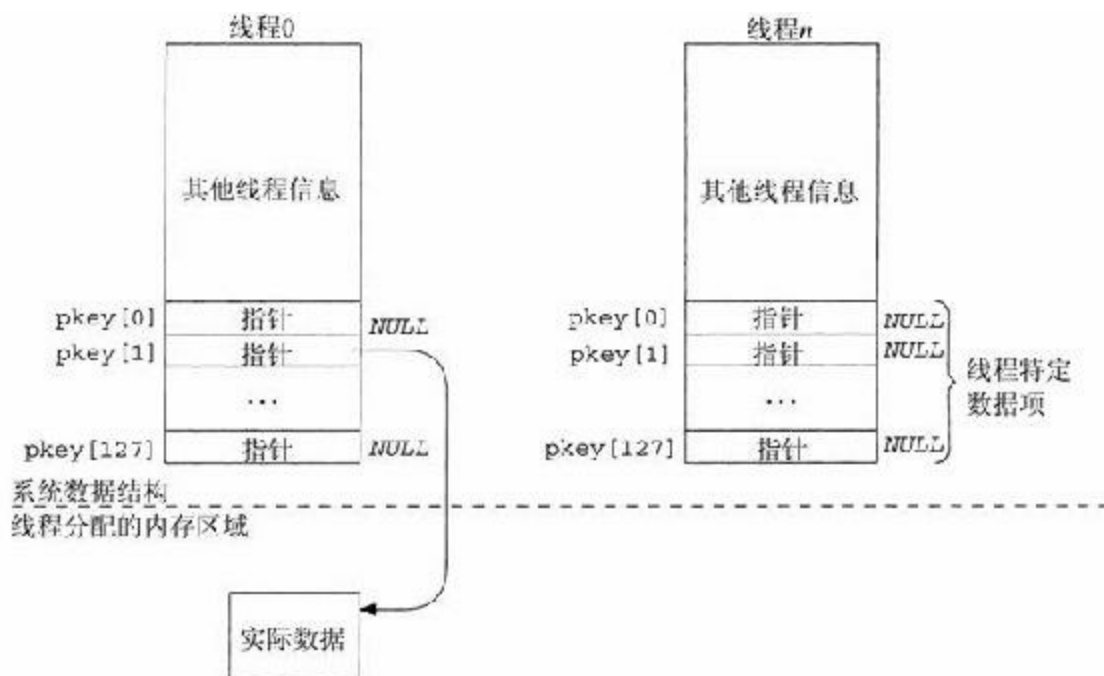 线程0
线程n
其他线程信息
其他线程信息
pkey[0] 指针 NULL
pkey[0] 指针 NULL
pkey[1] 指针
pkey[1] 指针 NULL
...
...
线程特定
数据项
pkey[127] 指针 NULL
pkey[127] 指针 NULL
系统数据结构
线程分配的内存区域
实际数据